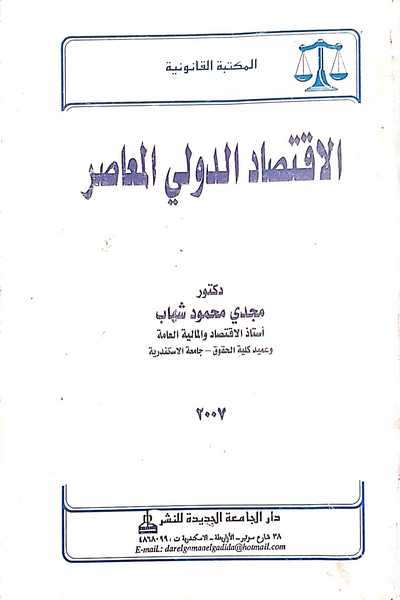 المكتبة القانونية
الاقتصاد الدولي المعاصر
دكتور
مجدي محمود شهاب
أستاذ الاقتصاد والمالية العامة
وعميد كلية الحقوق - جامعة الاسكندرية
٢٠٠٧
دار الجامعة الجديدة للنشر
٣٨ شارع سوتير - الأزاريطة - الاسكندرية ت : ٤٨٦٨٠٩٩
E-mail.: darelgomaaelgadida@hotmail.com